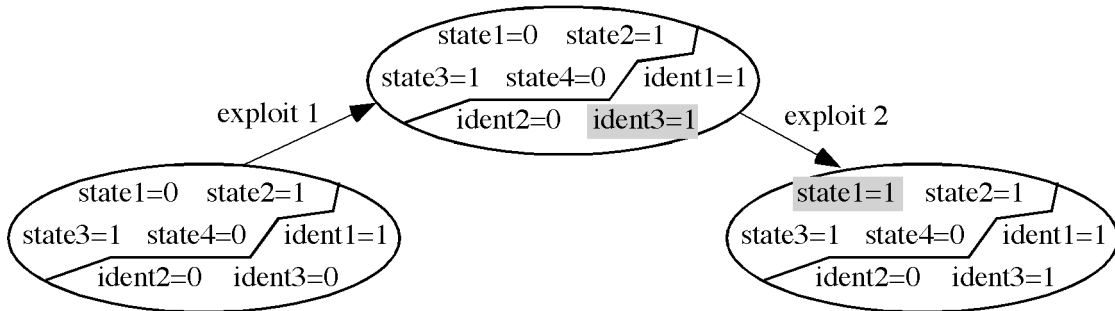 state1=0 state2=1
state3=1 state4=0 ident1=1
ident2=0 ident3=1
exploit 1
exploit 2
state1=0 state2=1
state3=1 state4=0 ident1=1
ident2=0 ident3=0
state1=1 state2=1
state3=1 state4=0 ident1=1
ident2=0 ident3=1